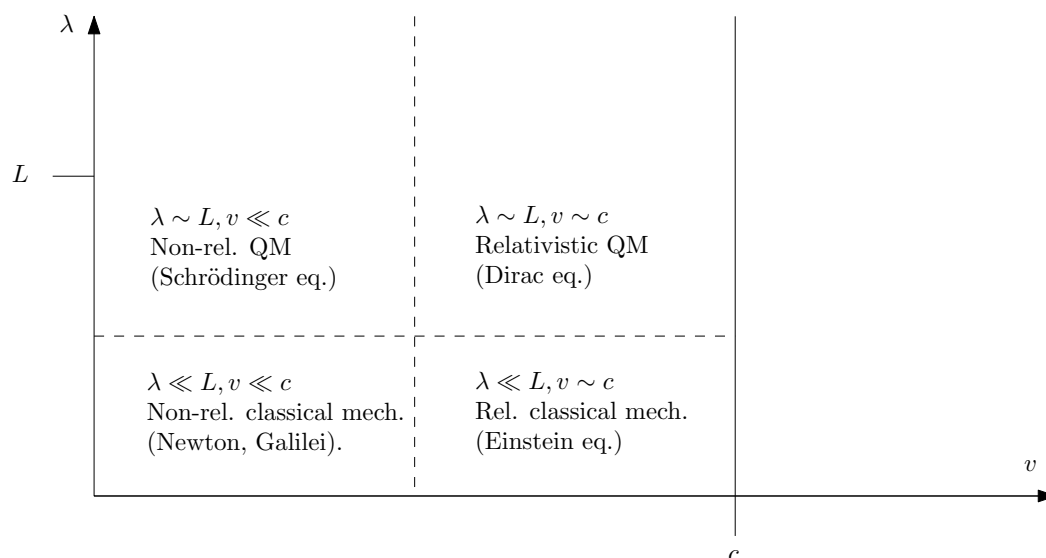 λ
L
λ ∼ L, v ≪ c
Non-rel. QM
(Schrödinger eq.)
λ ∼ L, v ∼ c
Relativistic QM
(Dirac eq.)
λ ≪ L, v ≪ c
Non-rel. classical mech.
(Newton, Galilei).
λ ≪ L, v ∼ c
Rel. classical mech.
(Einstein eq.)
v
c